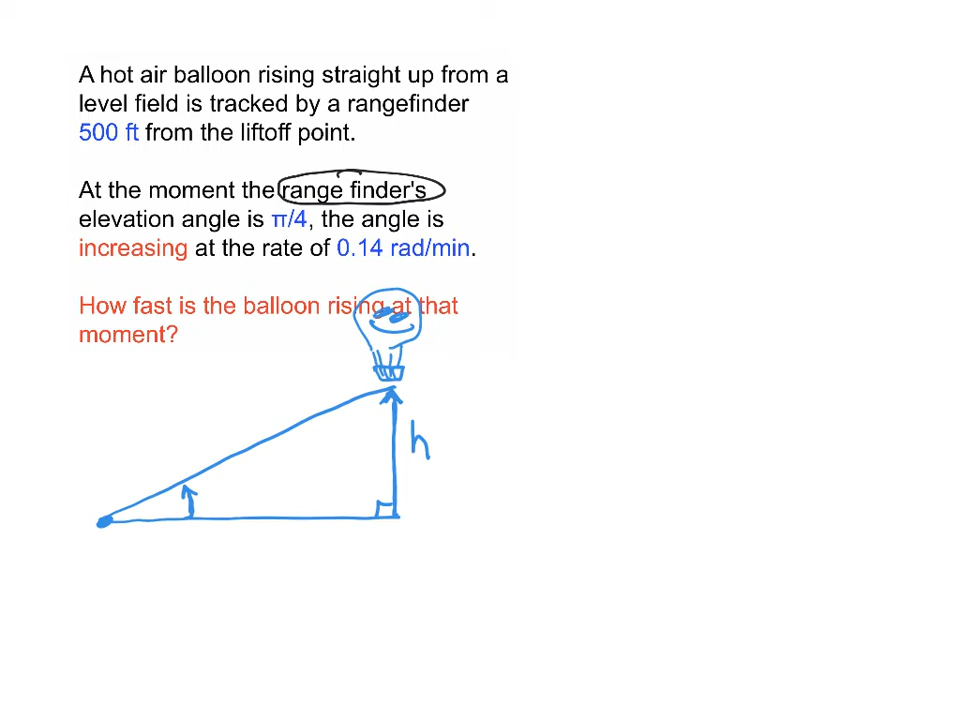 A hot air balloon rising straight up from a
level field is tracked by a rangefinder
500 ft from the liftoff point.
At the moment the range finder's
elevation angle is π/4, the angle is
increasing at the rate of 0.14 rad/min.
How fast is the balloon rising at that
moment?
h